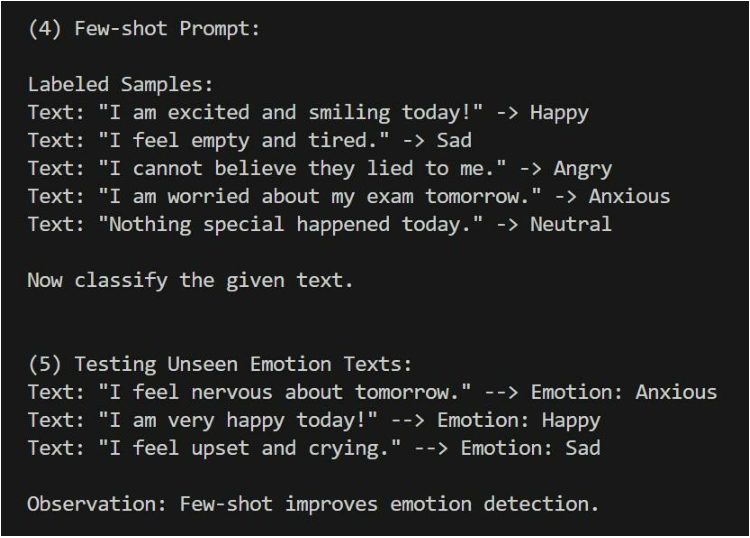 (4) Few-shot Prompt:
Labeled Samples:
Text: "I am excited and smiling today!" -> Happy
Text: "I feel empty and tired." -> Sad
Text: "I cannot believe they lied to me." -> Angry
Text: "I am worried about my exam tomorrow." -> Anxious
Text: "Nothing special happened today." -> Neutral
Now classify the given text.
(5) Testing Unseen Emotion Texts:
Text: "I feel nervous about tomorrow." --> Emotion: Anxious
Text: "I am very happy today!" --> Emotion: Happy
Text: "I feel upset and crying." --> Emotion: Sad
Observation: Few-shot improves emotion detection.